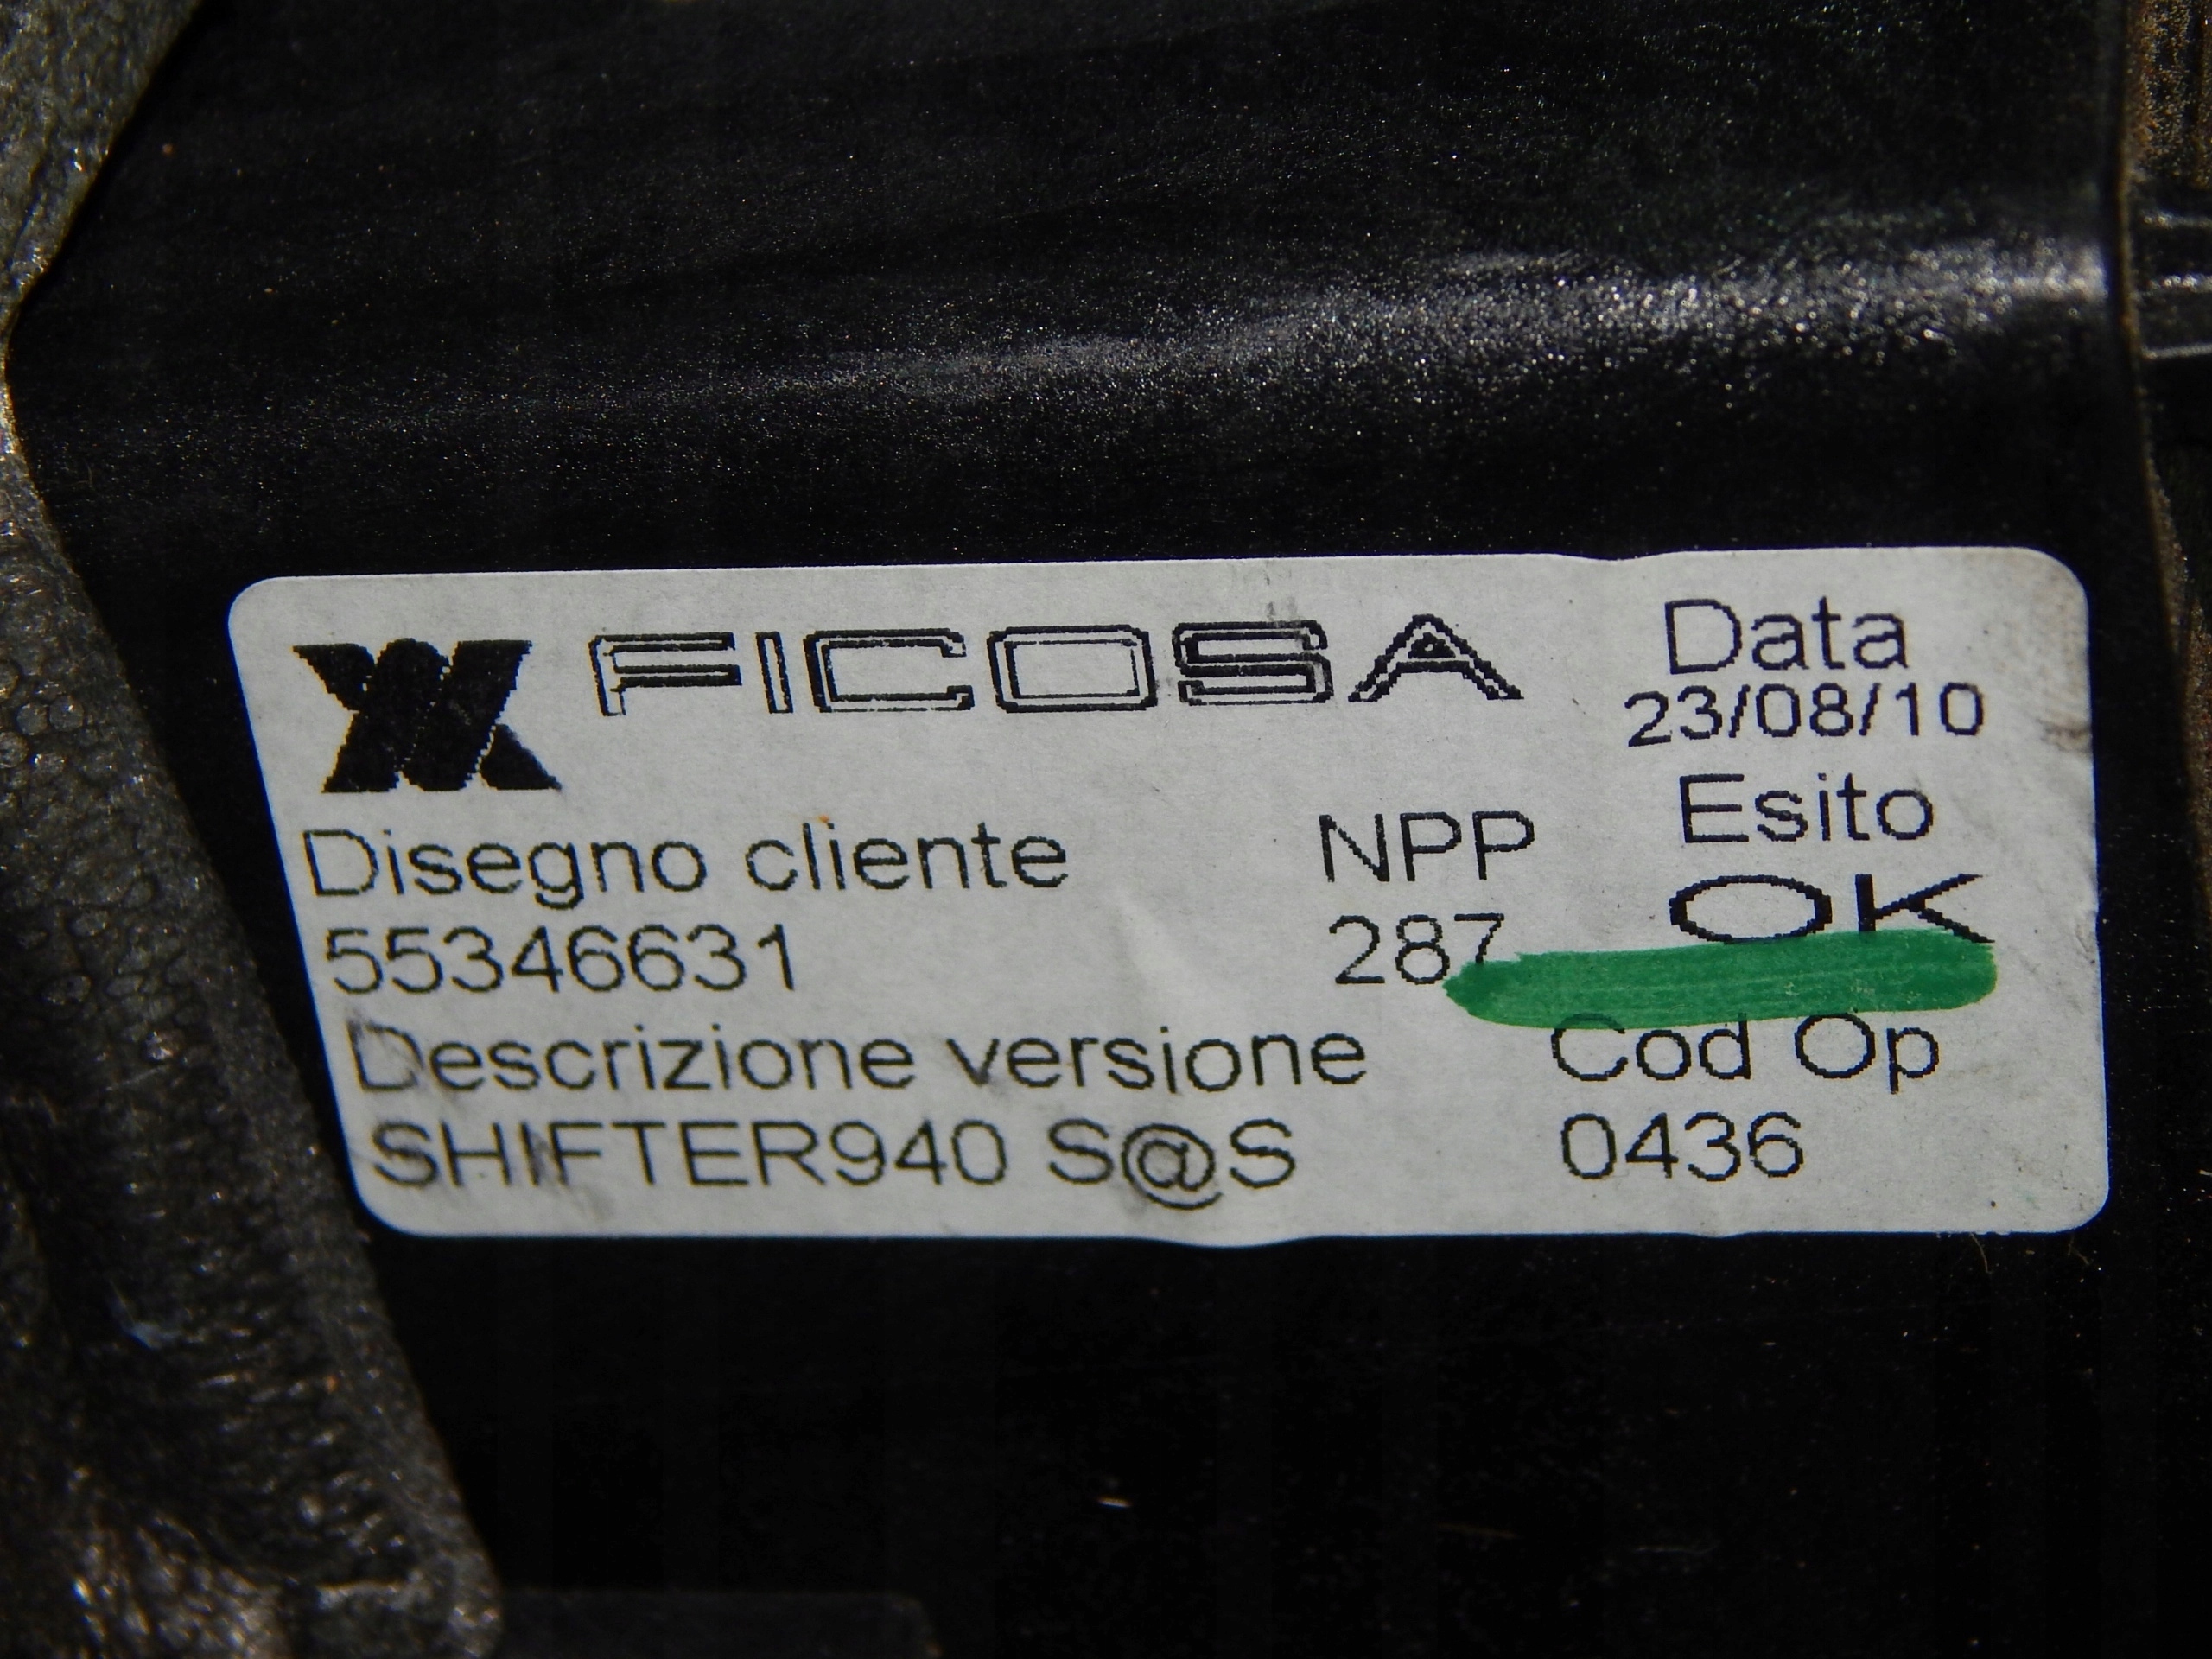 FICOSA
Data
23/08/10
Esito
OK
Disegno cliente
55346631
NPP
287
Descrizione versione
SHIFTER940 S@S
Cod Op
0436